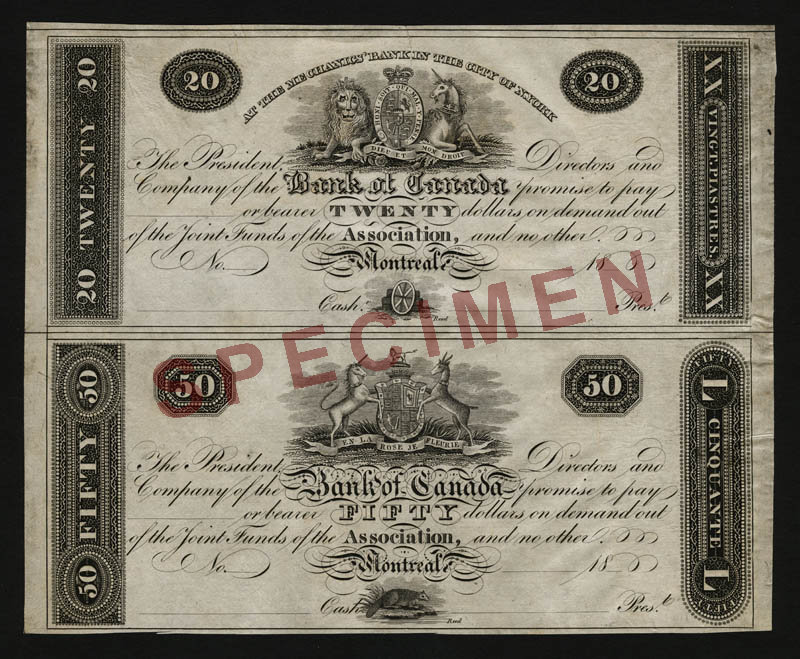 20 TWENTY 20
20
AT THE MECHANICS' BANK IN THE CITY OF N. YORK
20
XX VINGT PIASTRES. XX
HONI SOIT QUI MAL Y PENSE
DIEU ET MON DROIT
The President, Directors and
Company of the Bank of Canada promise to pay
or bearer TWENTY dollars on demand out
of the Joint Funds of the Association, and no other.
No. Montreal 18
Cash.r Pres.t
Reed
SPECIMEN
50 FIFTY 50
50
50
FIFTY L CINQUANTE L
EN LA ROSE JE FLEURIE
The President, Directors and
Company of the Bank of Canada promise to pay
or bearer FIFTY dollars on demand out
of the Joint Funds of the Association, and no other.
No. Montreal 18
Cash Pres.t
Reed